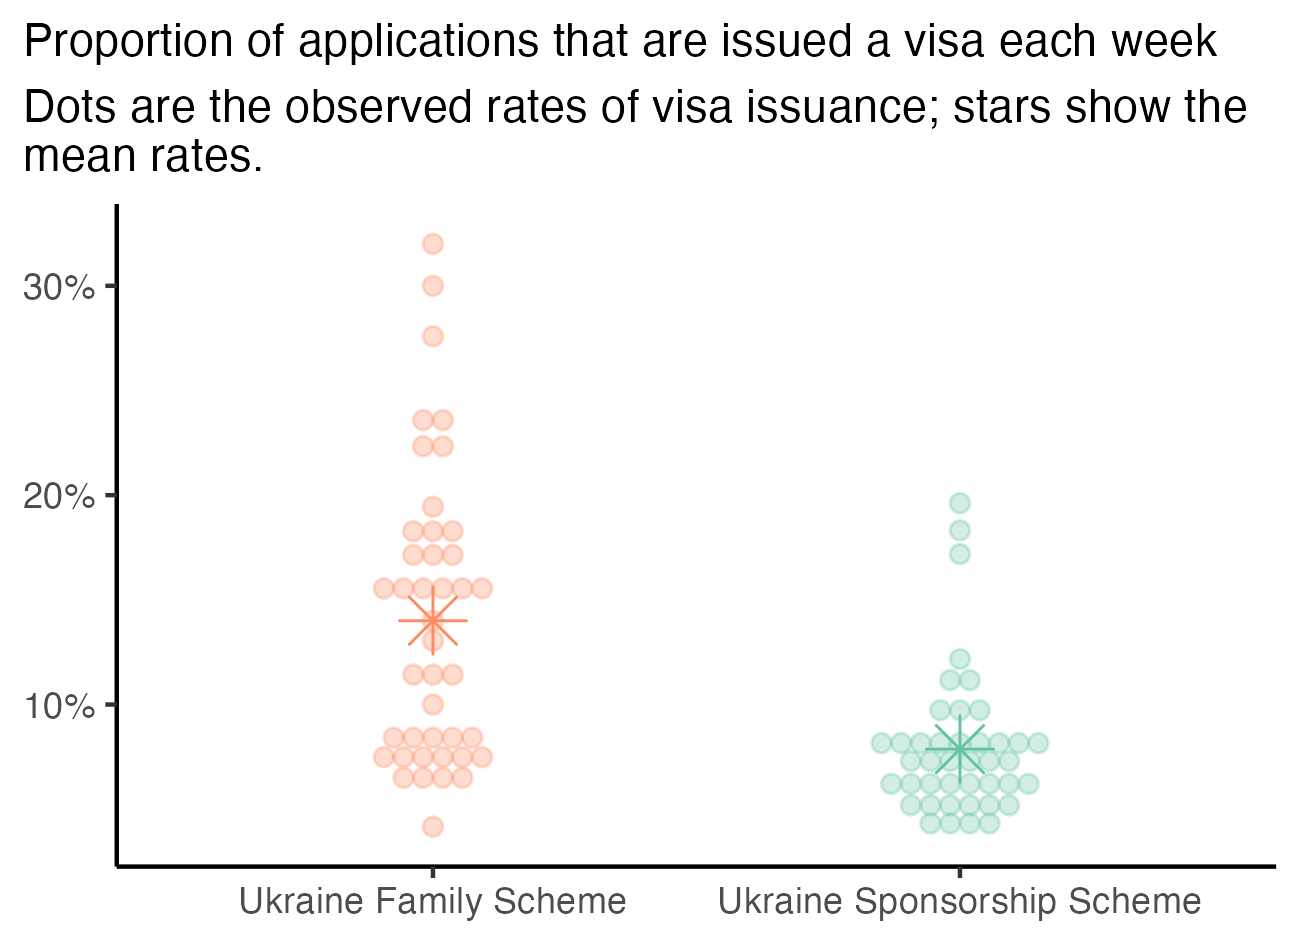 Proportion of applications that are issued a visa each week
Dots are the observed rates of visa issuance; stars show the
mean rates.
30%
20%
10%
Ukraine Family Scheme
Ukraine Sponsorship Scheme